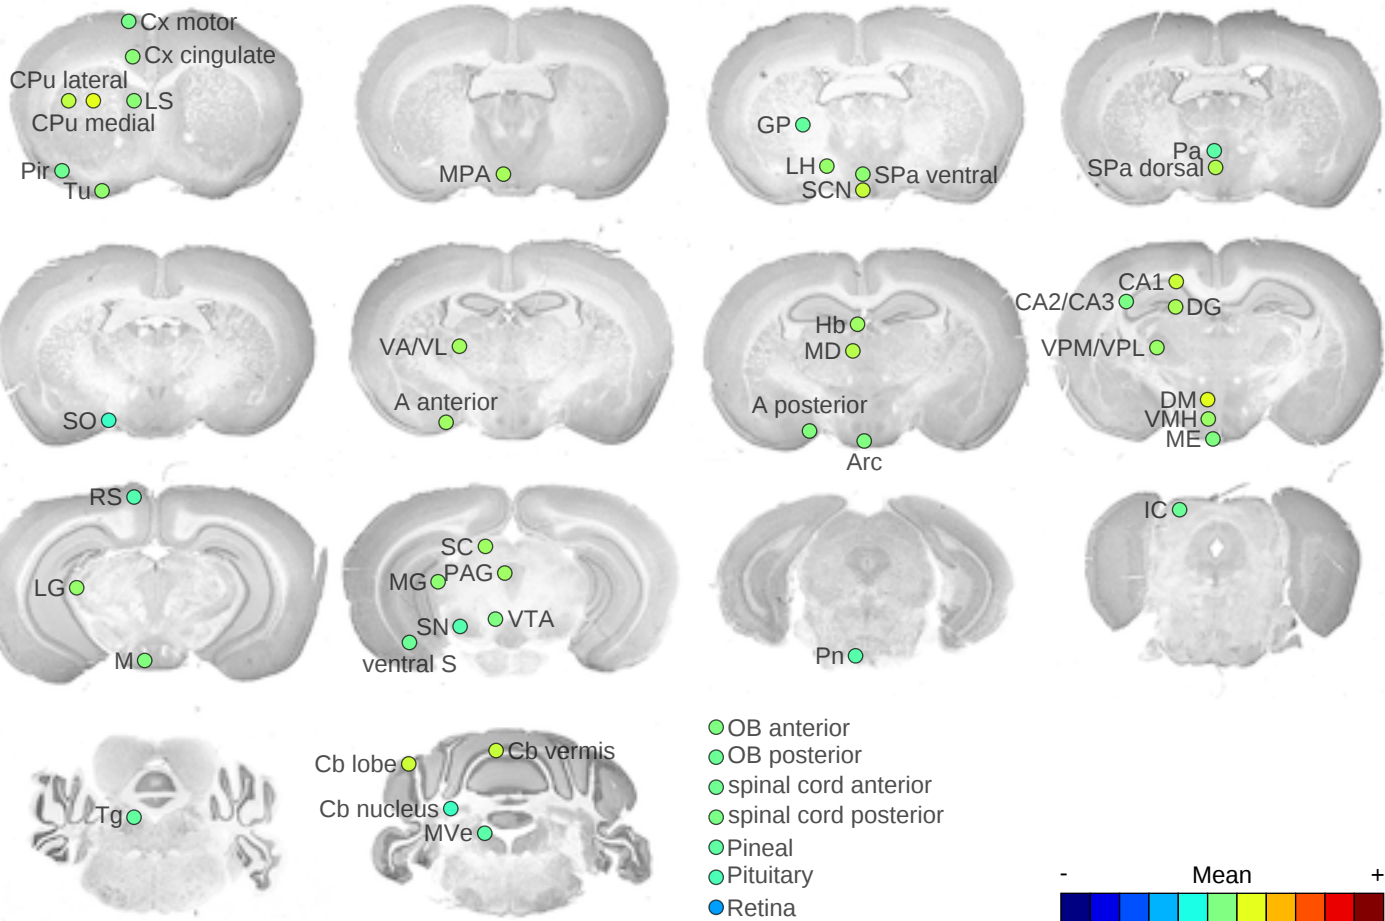 Cx motor
Cx cingulate
CPu lateral
LS
CPu medial
Pir
Tu
MPA
GP
LH
SPa ventral
SCN
Pa
SPa dorsal
SO
VA/VL
A anterior
Hb
MD
A posterior
Arc
CA1
CA2/CA3
DG
VPM/VPL
DM
VMH
ME
RS
LG
M
SC
MG
PAG
SN
VTA
ventral S
Pn
IC
Tg
Cb lobe
Cb vermis
Cb nucleus
MVe
OB anterior
OB posterior
spinal cord anterior
spinal cord posterior
Pineal
Pituitary
Retina
- Mean +